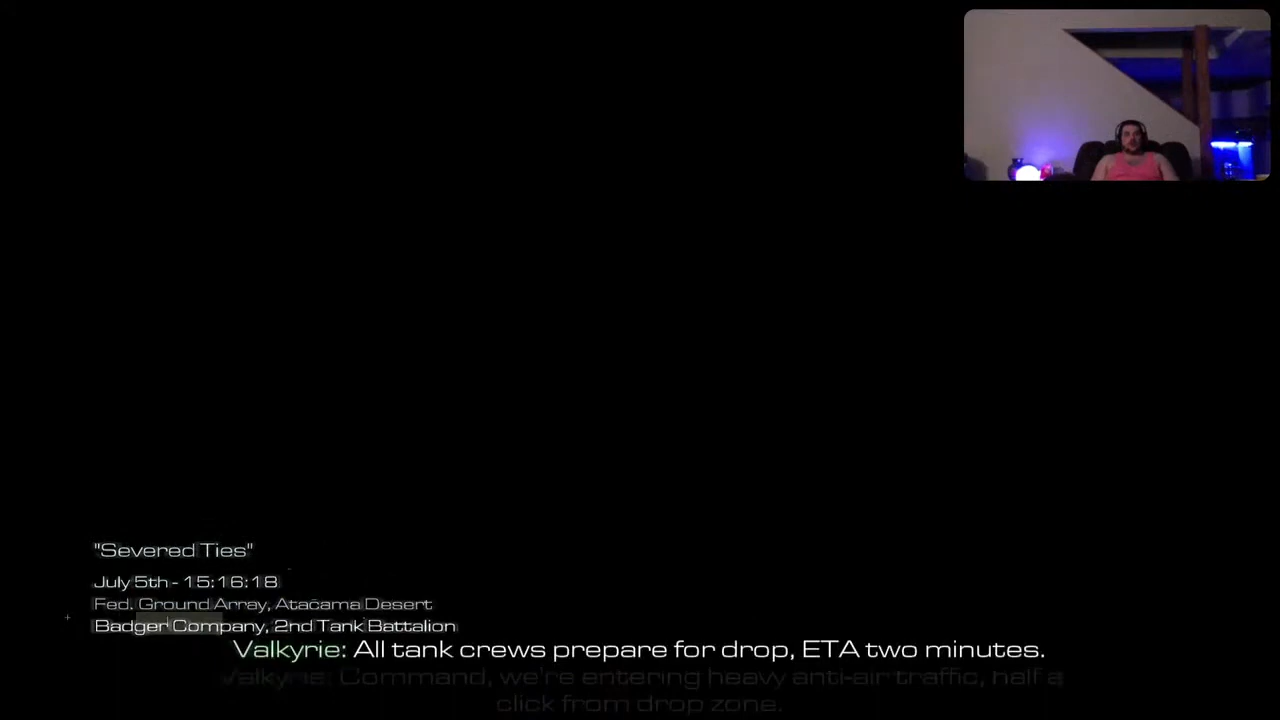 "Severed Ties"
July 5th - 15:16:18
Fed. Ground Array, Atacama Desert
Badger Company, 2nd Tank Battalion
Valkyrie: All tank crews prepare for drop, ETA two minutes.
Valkyrie: Command, we're entering heavy anti-air traffic, half a
click from drop zone.